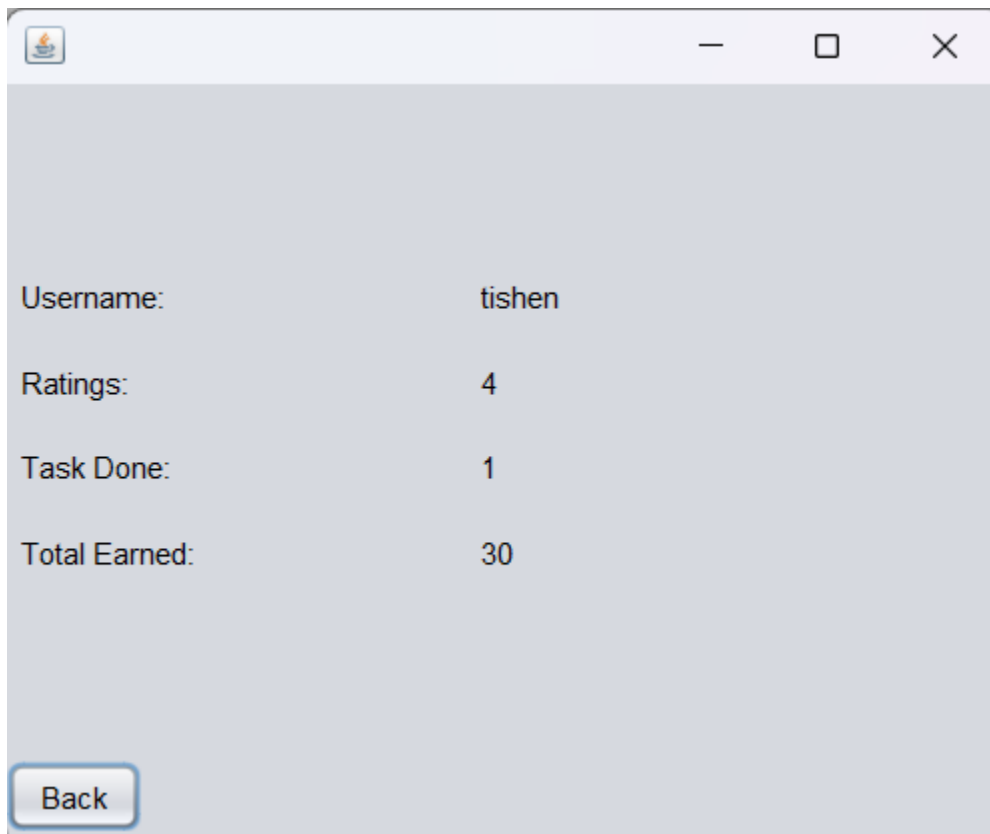 Username: tishen
Ratings: 4
Task Done: 1
Total Earned: 30
Back